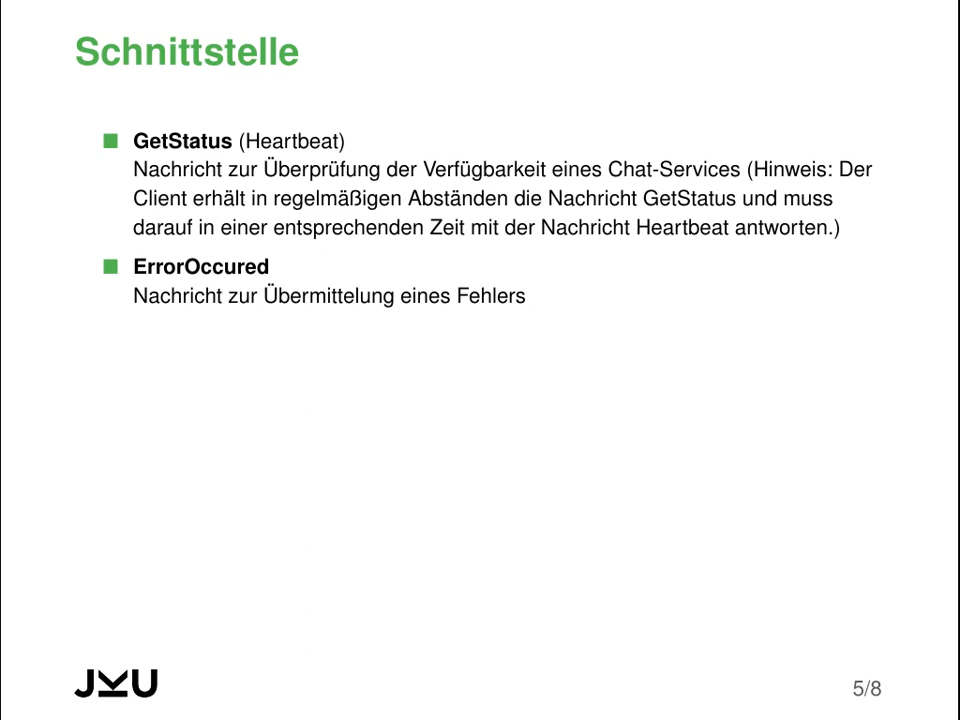 Schnittstelle
GetStatus (Heartbeat)
Nachricht zur Überprüfung der Verfügbarkeit eines Chat-Services (Hinweis: Der
Client erhält in regelmäßigen Abständen die Nachricht GetStatus und muss
darauf in einer entsprechenden Zeit mit der Nachricht Heartbeat antworten.)
ErrorOccured
Nachricht zur Übermittelung eines Fehlers
JKU
5/8